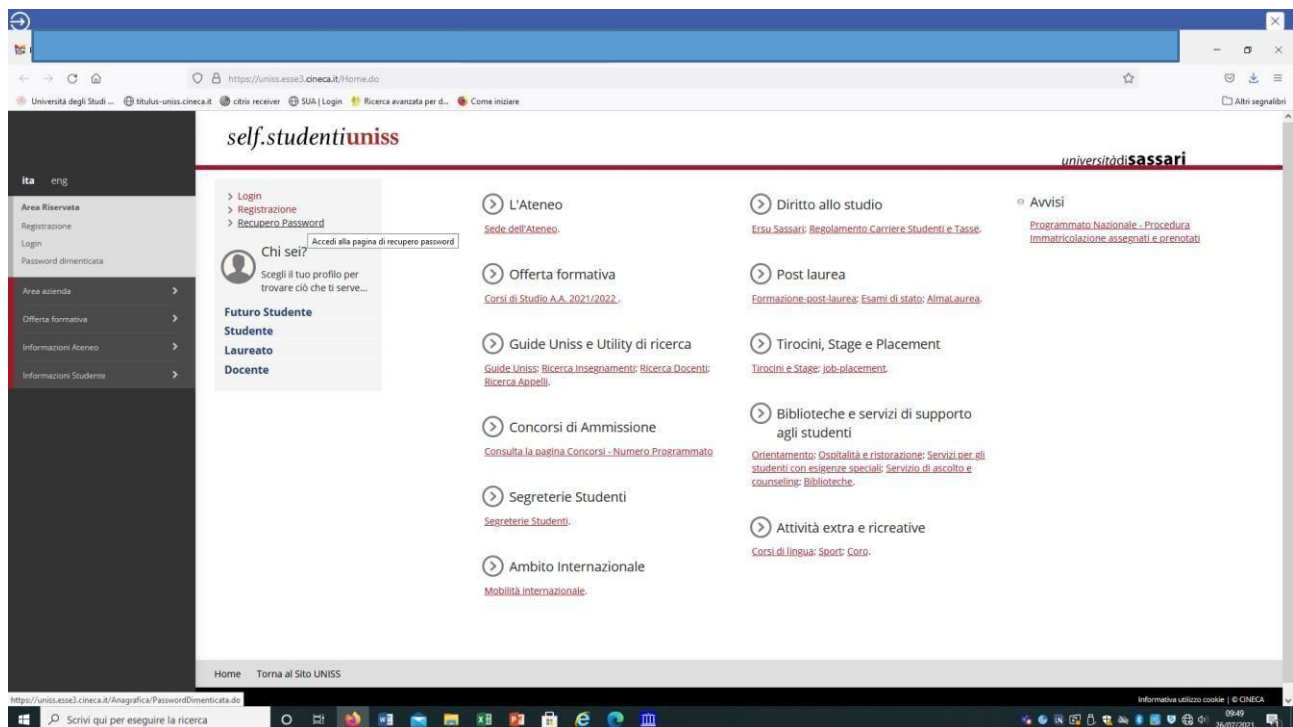 https://uniss.esse3.cineca.it/Home.do
Università degli Studi ...
titulus-uniss.cineca.it
citrix receiver
SUA | Login
Ricerca avanzata per d...
Come iniziare
Altri segnalibri
self.studentiuniss
universitàdisassari
ita eng
Area Riservata
Registrazione
Login
Password dimenticata
Area azienda
Offerta formativa
Informazioni Ateneo
Informazioni Studente
> Login
> Registrazione
> Recupero Password
Accedi alla pagina di recupero password
Chi sei?
Scegli il tuo profilo per
trovare ciò che ti serve...
Futuro Studente
Studente
Laureato
Docente
L'Ateneo
Sede dell'Ateneo.
Offerta formativa
Corsi di Studio A.A. 2021/2022 .
Guide Uniss e Utility di ricerca
Guide Uniss; Ricerca Insegnamenti; Ricerca Docenti;
Ricerca Appelli.
Concorsi di Ammissione
Consulta la pagina Concorsi - Numero Programmato
Segreterie Studenti
Segreterie Studenti.
Ambito Internazionale
Mobilità internazionale.
Diritto allo studio
Ersu Sassari; Regolamento Carriere Studenti e Tasse.
Post laurea
Formazione-post-laurea; Esami di stato; AlmaLaurea.
Tirocini, Stage e Placement
Tirocini e Stage; job-placement.
Biblioteche e servizi di supporto
agli studenti
Orientamento; Ospitalità e ristorazione; Servizi per gli
studenti con esigenze speciali; Servizio di ascolto e
counseling; Biblioteche.
Attività extra e ricreative
Corsi di lingua; Sport; Coro.
Avvisi
Programmato Nazionale - Procedura
Immatricolazione assegnati e prenotati
Home Torna al Sito UNISS
https://uniss.esse3.cineca.it/Anagrafica/PasswordDimenticata.do
Informativa utilizzo cookie | © CINECA
Scrivi qui per eseguire la ricerca
09:49
26/07/2021